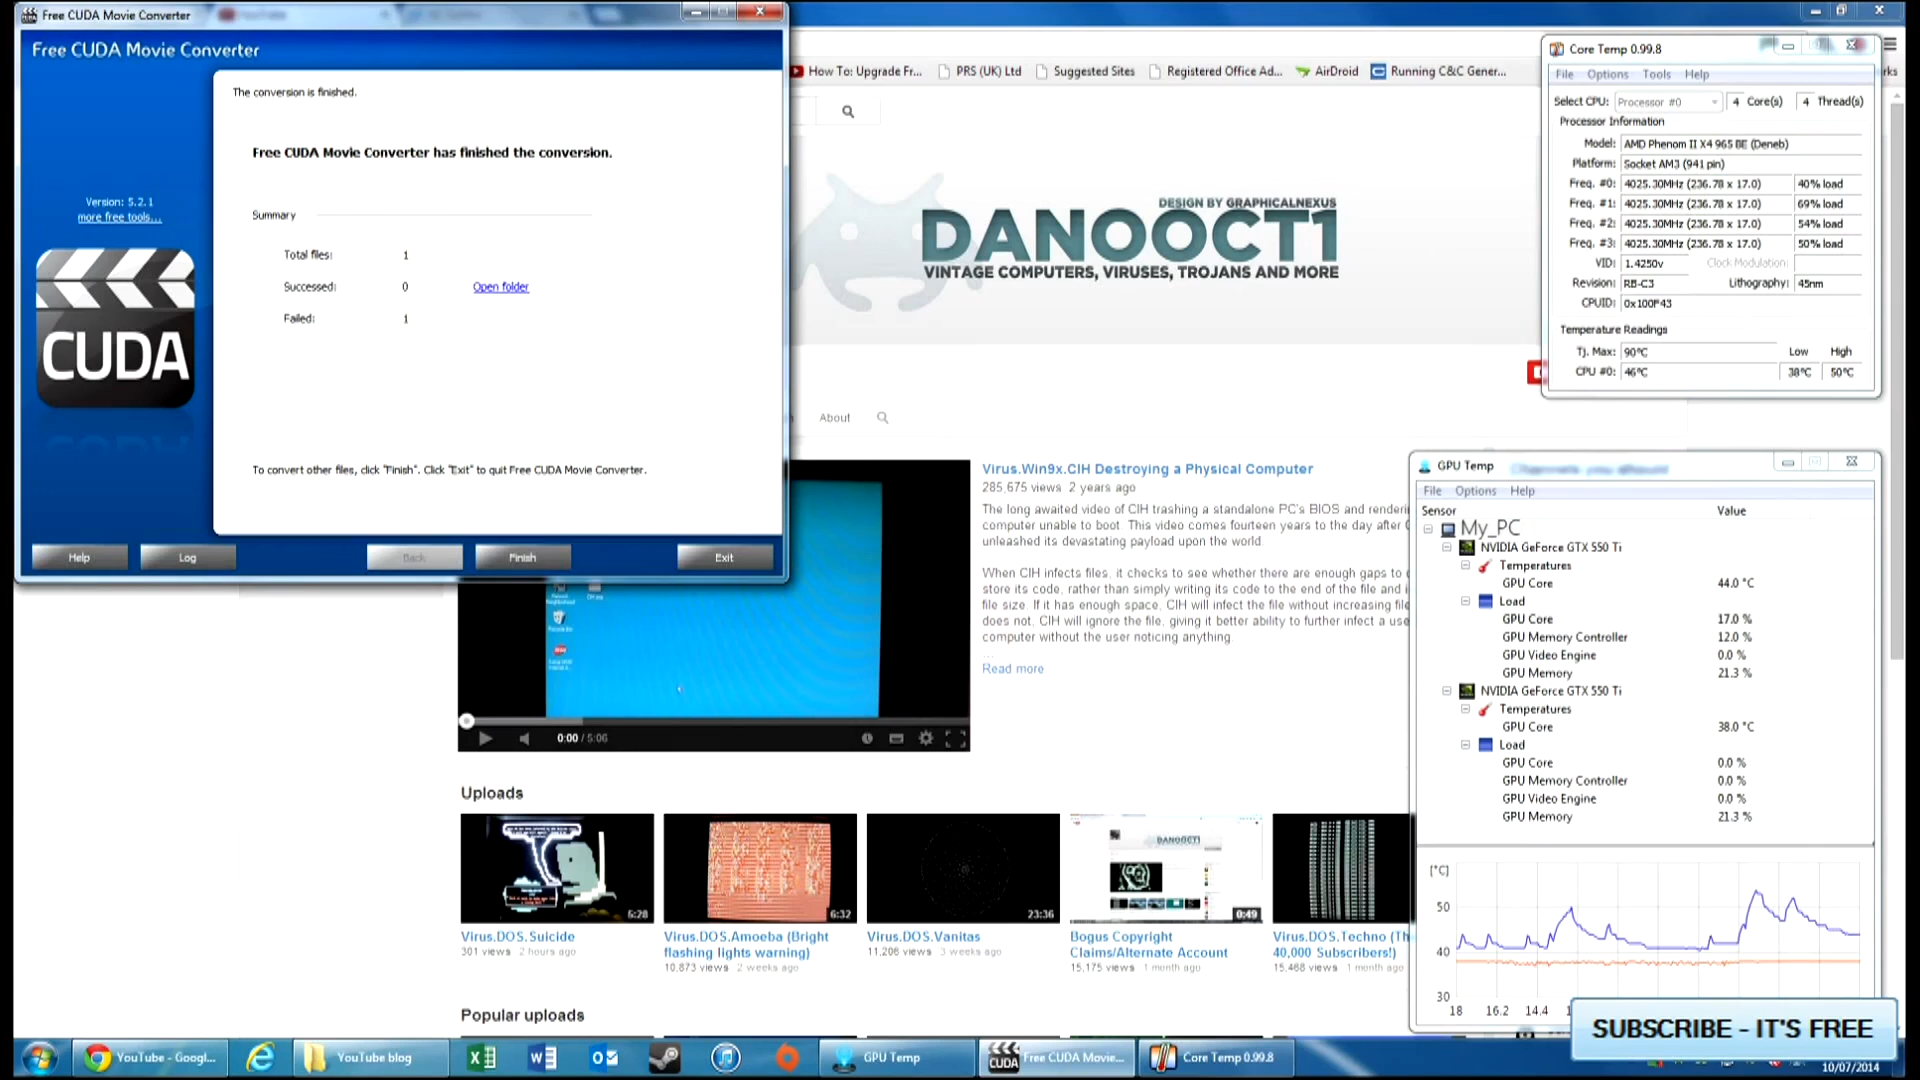 Free CUDA Movie Converter
Free CUDA Movie Converter
The conversion is finished.
Free CUDA Movie Converter has finished the conversion.
Version: 5.2.1
more free tools...
CUDA
Summary
Total files: 1
Successed: 0 Open folder
Failed: 1
To convert other files, click "Finish". Click "Exit" to quit Free CUDA Movie Converter.
Help Log Back Finish Exit
How To: Upgrade Fr... PRS (UK) Ltd Suggested Sites Registered Office Ad... AirDroid Running C&C Gener...
DESIGN BY GRAPHICALNEXUS
DANOOCT1
VINTAGE COMPUTERS, VIRUSES, TROJANS AND MORE
About
Virus.Win9x.CIH Destroying a Physical Computer
285,675 views 2 years ago
The long awaited video of CIH trashing a standalone PC's BIOS and renderin
computer unable to boot. This video comes fourteen years to the day after
unleashed its devastating payload upon the world.
When CIH infects files, it checks to see whether there are enough gaps to
store its code, rather than simply writing its code to the end of the file and i
file size. If it has enough space, CIH will infect the file without increasing file
does not, CIH will ignore the file, giving it better ability to further infect a use
computer without the user noticing anything.
...
Read more
0:00 / 5:06
Uploads
5:28
6:32
23:36
DANOOCT1
0:49
Virus.DOS.Suicide
301 views 2 hours ago
Virus.DOS.Amoeba (Bright
flashing lights warning)
10,873 views 2 weeks ago
Virus.DOS.Vanitas
11,206 views 3 weeks ago
Bogus Copyright
Claims/Alternate Account
15,175 views 1 month ago
Virus.DOS.Techno (Th
40,000 Subscribers!)
15,468 views 1 month ago
Popular uploads
Core Temp 0.99.8
File Options Tools Help
Select CPU: Processor #0 4 Core(s) 4 Thread(s)
Processor Information
Model: AMD Phenom II X4 965 BE (Deneb)
Platform: Socket AM3 (941 pin)
Freq. #0: 4025.30MHz (236.78 x 17.0) 40% load
Freq. #1: 4025.30MHz (236.78 x 17.0) 69% load
Freq. #2: 4025.30MHz (236.78 x 17.0) 54% load
Freq. #3: 4025.30MHz (236.78 x 17.0) 50% load
VID: 1.4250v Clock Modulation:
Revision: RB-C3 Lithography: 45nm
CPUID: 0x100F43
Temperature Readings
Tj. Max: 90°C Low High
CPU #0: 46°C 38°C 50°C
GPU Temp
File Options Help
Sensor Value
My_PC
NVIDIA GeForce GTX 550 Ti
Temperatures
GPU Core 44.0 °C
Load
GPU Core 17.0 %
GPU Memory Controller 12.0 %
GPU Video Engine 0.0 %
GPU Memory 21.3 %
NVIDIA GeForce GTX 550 Ti
Temperatures
GPU Core 38.0 °C
Load
GPU Core 0.0 %
GPU Memory Controller 0.0 %
GPU Video Engine 0.0 %
GPU Memory 21.3 %
[°C]
50
40
30
18 16.2 14.4
SUBSCRIBE - IT'S FREE
YouTube - Googl... YouTube blog GPU Temp Free CUDA Movie... Core Temp 0.99.8
10/07/2014